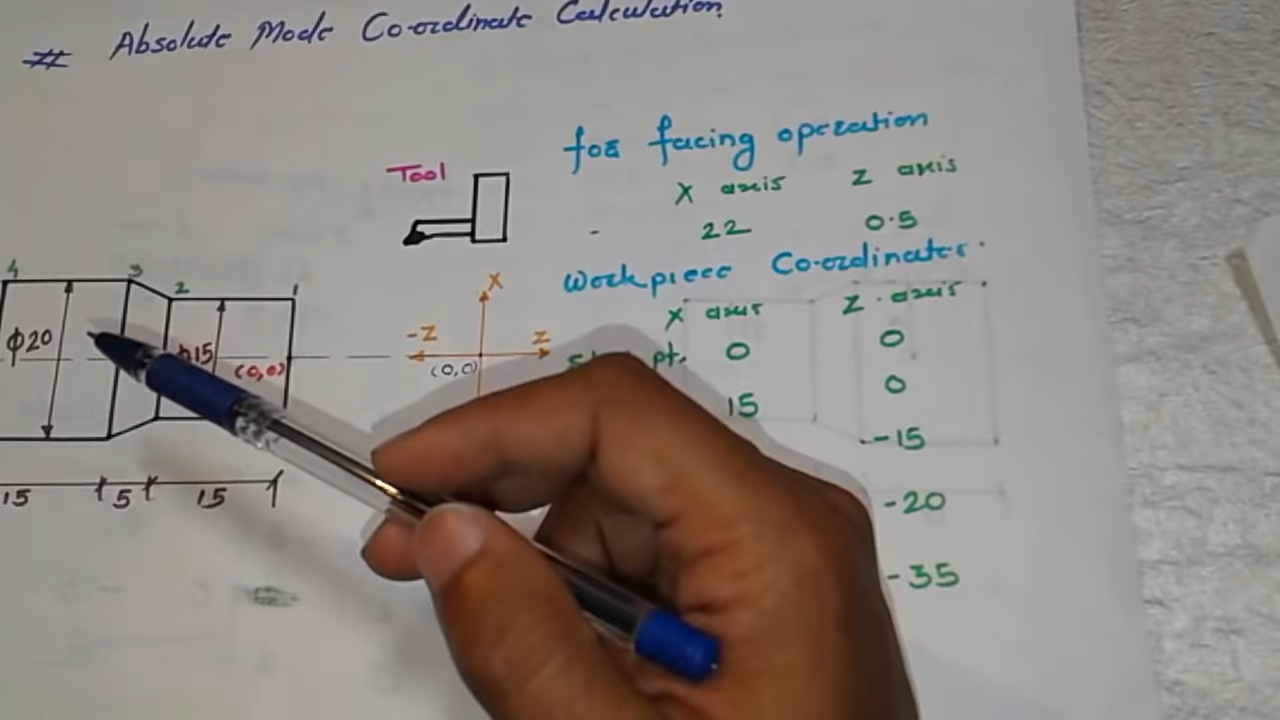 # Absolute Mode Co-ordinate Calculation
for facing operation
Tool
X axis Z axis
- 22 0.5
Workpiece Co-ordinates.
X axis Z axis
4 3 2 1
X
-Z Z
(0,0)
φ20 15 (0,0)
pt. 0 0
15 0
-15
-20
-35
15 5 15